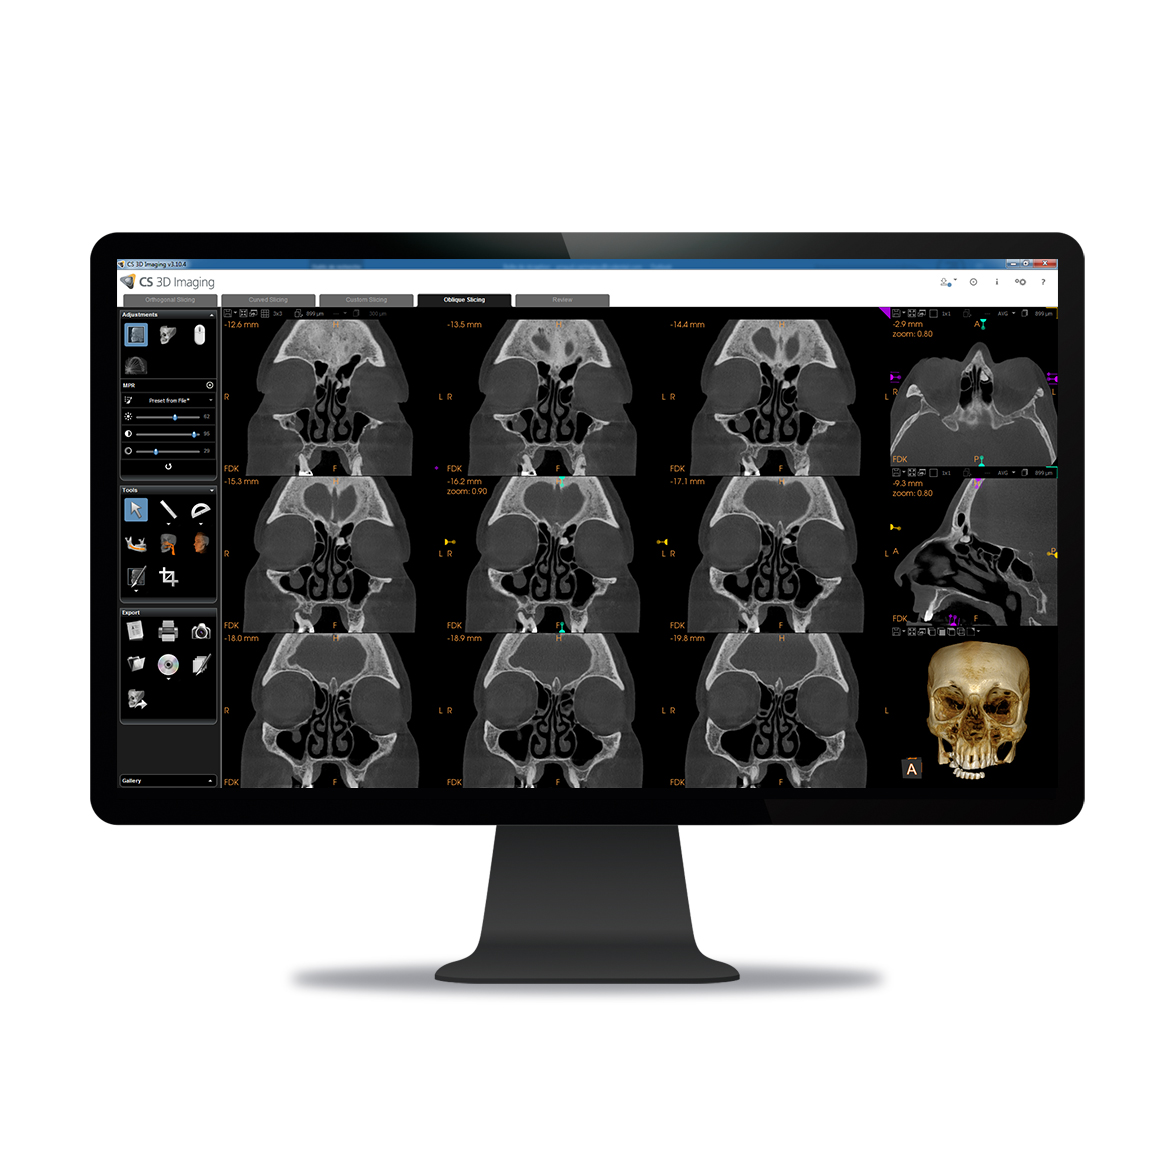 CS 3D Imaging v3.10.4
CS 3D Imaging
Orthogonal Slicing
Curved Slicing
Custom Slicing
Oblique Slicing
Review
Adjustments
MPR
Preset from File*
62
95
29
Tools
Export
Gallery
3x3
899 µm
300 µm
-12.6 mm
R
L
FDK
F
-13.5 mm
R
L
FDK
F
-14.4 mm
R
L
FDK
F
-15.3 mm
R
L
FDK
F
-16.2 mm
zoom: 0.90
R
L
FDK
F
-17.1 mm
R
L
FDK
F
-18.0 mm
H
R
L
FDK
F
-18.9 mm
H
R
L
FDK
F
-19.8 mm
H
R
L
FDK
F
1x1
AVG
899 µm
-2.9 mm
zoom: 0.80
A
R
L
FDK
P
1x1
AVG
899 µm
-9.3 mm
zoom: 0.80
A
P
FDK
F
A